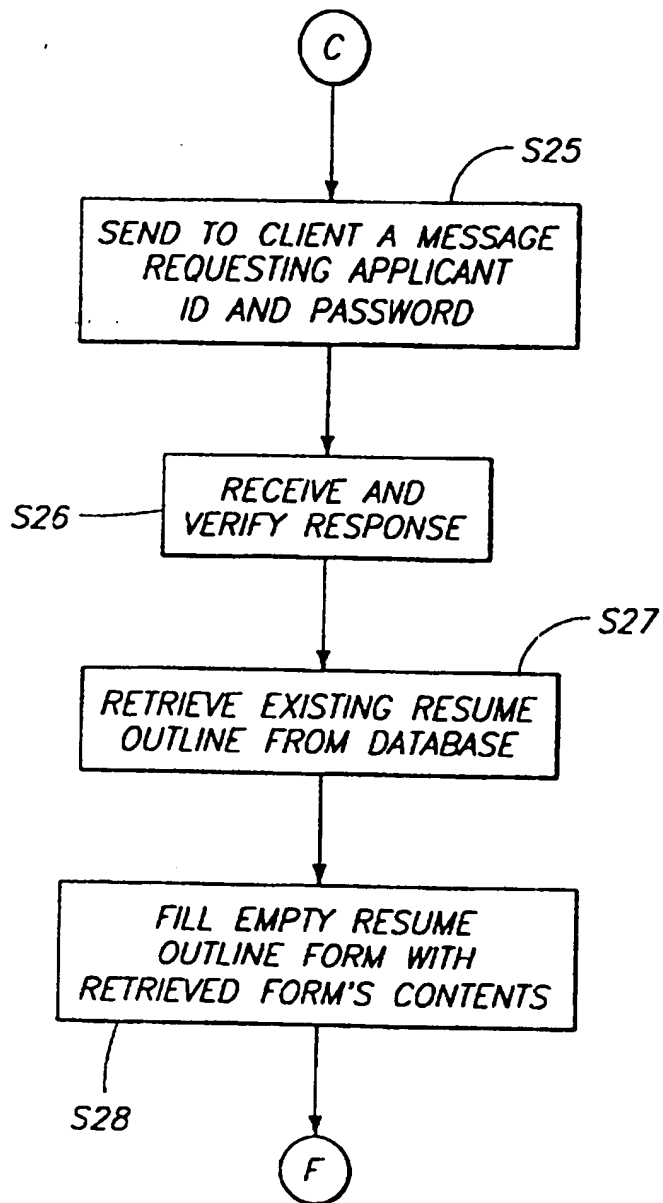 C
S25
SEND TO CLIENT A MESSAGE
REQUESTING APPLICANT
ID AND PASSWORD
S26
RECEIVE AND
VERIFY RESPONSE
S27
RETRIEVE EXISTING RESUME
OUTLINE FROM DATABASE
FILL EMPTY RESUME
OUTLINE FORM WITH
RETRIEVED FORM'S CONTENTS
S28
F